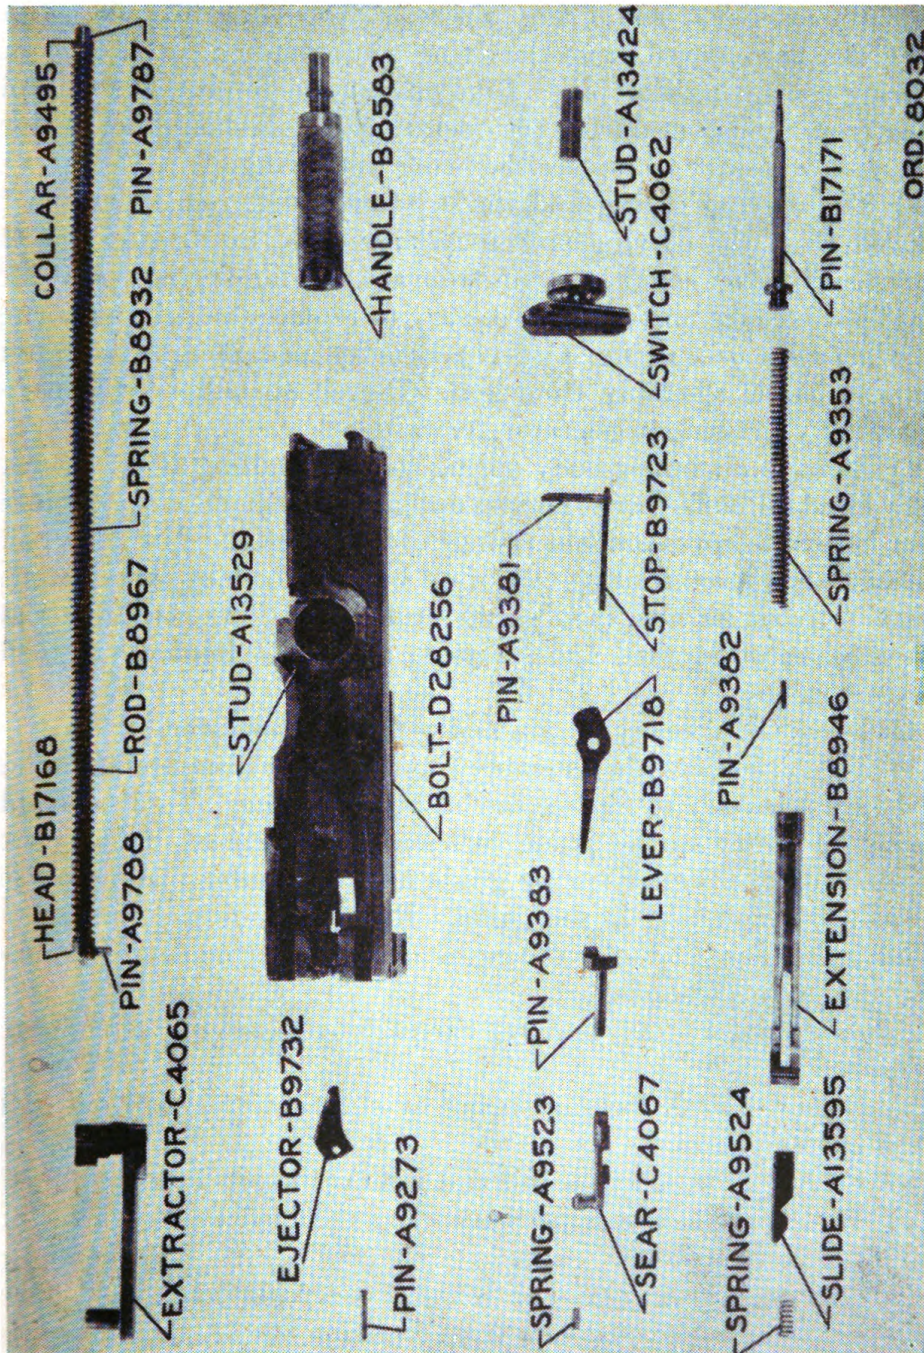 HEAD-B17168
COLLAR-A9495
PIN-A9788
ROD-B8967
SPRING-B8932
PIN-A9787
EXTRACTOR-C4065
STUD-A13529
HANDLE-B8583
EJECTOR-B9732
BOLT-D28256
PIN-A9273
PIN-A9381
STUD-A13424
PIN-A9383
SPRING-A9523
LEVER-B9718
STOP-B9723
SWITCH-C4062
SEAR-C4067
PIN-A9382
SPRING-A9524
EXTENSION-B8946
SPRING-A9353
PIN-B17171
SLIDE-A13595
ORD. 8032